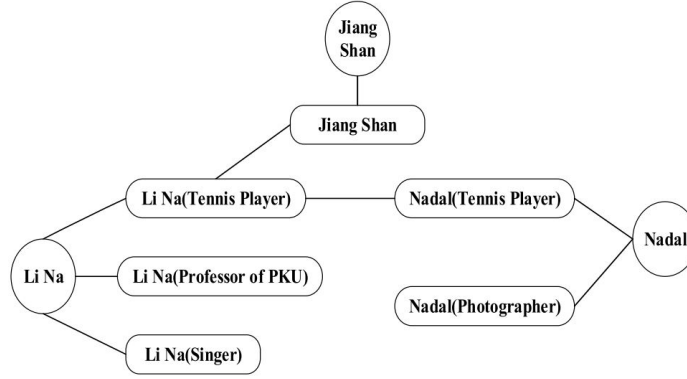 Jiang
Shan
Jiang Shan
Li Na(Tennis Player)
Nadal(Tennis Player)
Nadal
Li Na
Li Na(Professor of PKU)
Nadal(Photographer)
Li Na(Singer)